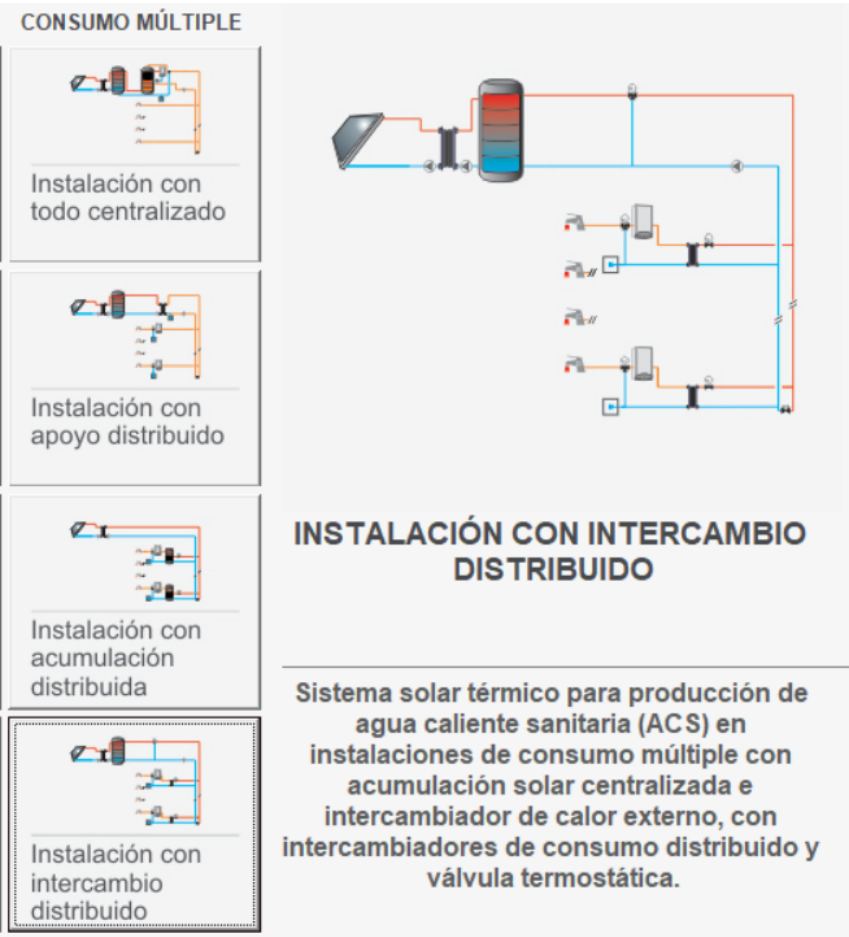 CONSUMO MÚLTIPLE
Instalación con
todo centralizado
Instalación con
apoyo distribuido
Instalación con
acumulación
distribuida
Instalación con
intercambio
distribuido
INSTALACIÓN CON INTERCAMBIO
DISTRIBUIDO
Sistema solar térmico para producción de
agua caliente sanitaria (ACS) en
instalaciones de consumo múltiple con
acumulación solar centralizada e
intercambiador de calor externo, con
intercambiadores de consumo distribuido y
válvula termostática.